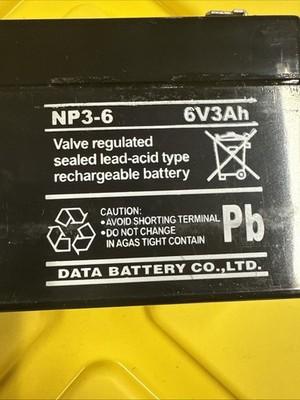 NP3-6 6V3Ah
Valve regulated
sealed lead-acid type
rechargeable battery
CAUTION:
•AVOID SHORTING TERMINAL
•DO NOT CHANGE
IN AGAS TIGHT CONTAIN
Pb
DATA BATTERY CO.,LTD.